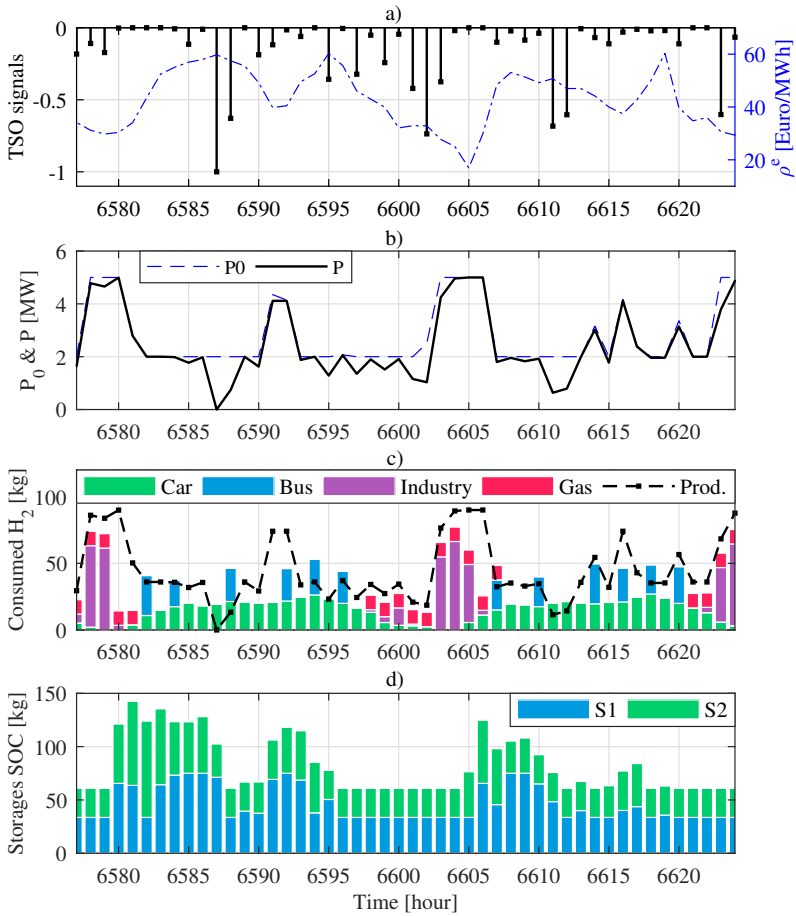 a)
0
-0.5
-1
TSO signals
60
40
20
ρ^e [Euro/MWh]
6580 6585 6590 6595 6600 6605 6610 6615 6620
b)
P0 P
6
4
2
0
P_0 & P [MW]
6580 6585 6590 6595 6600 6605 6610 6615 6620
c)
Car Bus Industry Gas Prod.
100
50
0
Consumed H_2 [kg]
6580 6585 6590 6595 6600 6605 6610 6615 6620
d)
S1 S2
150
100
50
0
Storages SOC [kg]
6580 6585 6590 6595 6600 6605 6610 6615 6620
Time [hour]